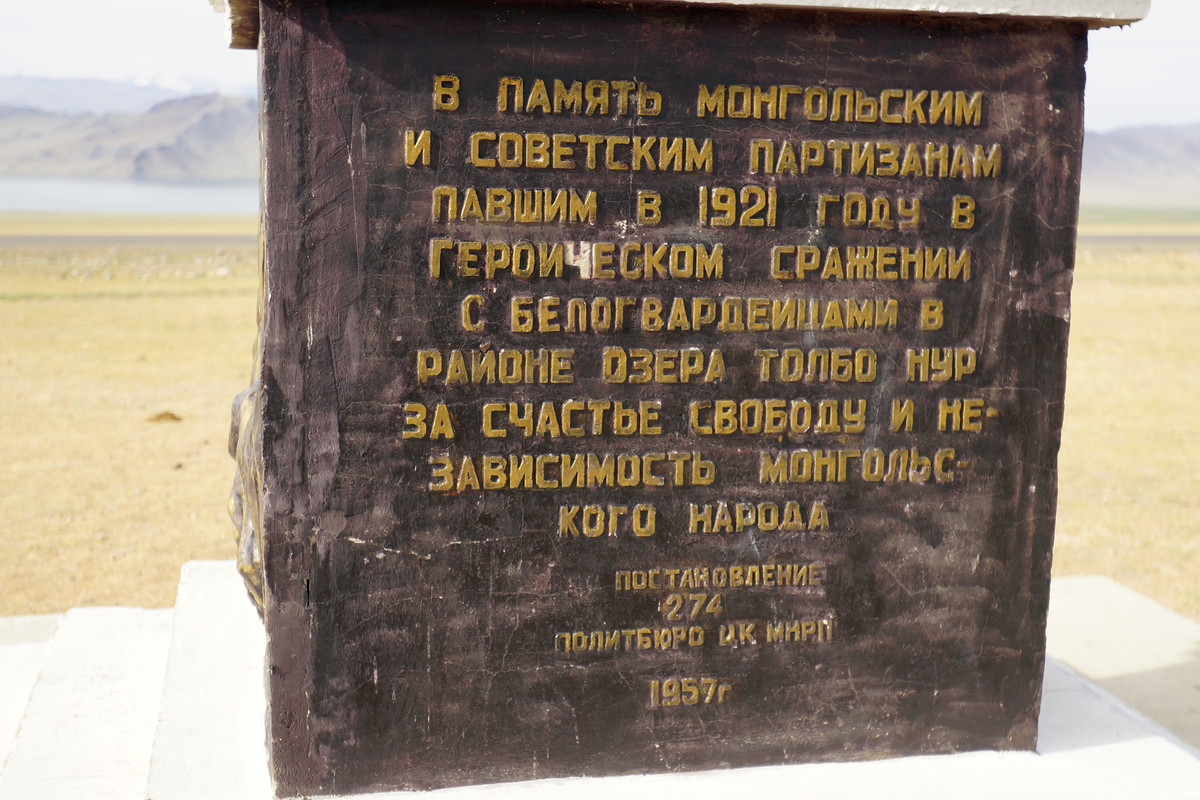 В ПАМЯТЬ МОНГОЛЬСКИМ
И СОВЕТСКИМ ПАРТИЗАНАМ
ПАВШИМ В 1921 ГОДУ В
ГЕРОИЧЕСКОМ СРАЖЕНИИ
С БЕЛОГВАРДЕИЦАМИ В
РАЙОНЕ ОЗЕРА ТОЛБО НУР
ЗА СЧАСТЬЕ СВОБОДУ И НЕ-
ЗАВИСИМОСТЬ МОНГОЛЬС-
КОГО НАРОДА
ПОСТАНОВЛЕНИЕ
274
ПОЛИТБЮРО ЦК МНРП
1957г